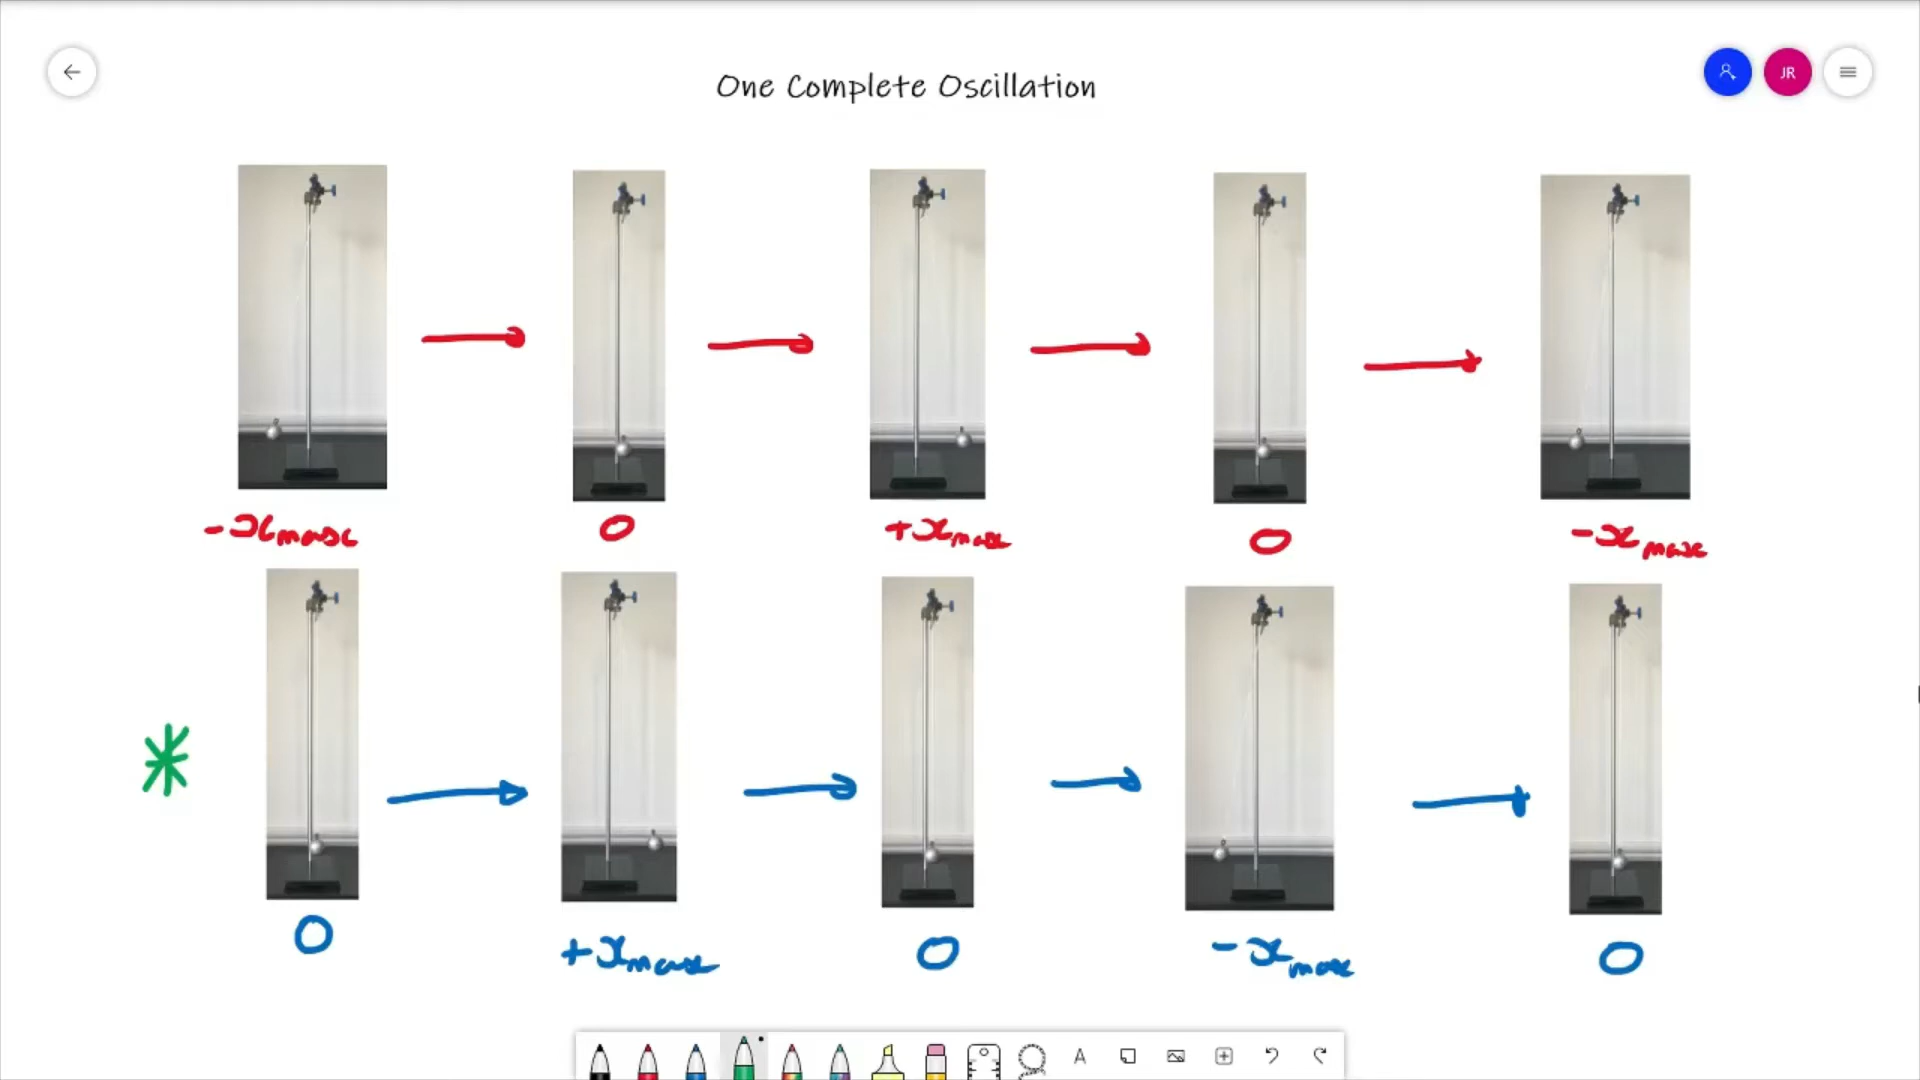 JR
One Complete Oscillation
-xmax 0 +xmax 0 -xmax
*
0 +xmax 0 -xmax 0
A